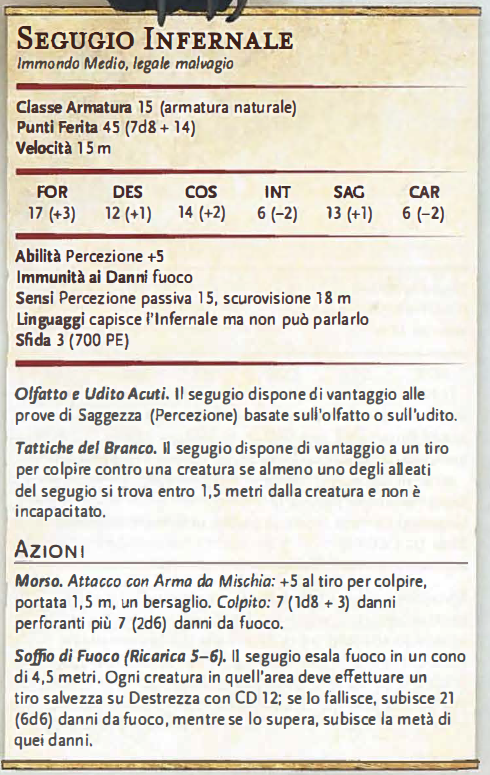 SEGUGIO INFERNALE
Immondo Medio, legale malvagio
Classe Armatura 15 (armatura naturale)
Punti Ferita 45 (7d8 + 14)
Velocità 15 m
FOR DES COS INT SAG CAR
17 (+3) 12 (+1) 14 (+2) 6 (–2) 13 (+1) 6 (–2)
Abilità Percezione +5
Immunità ai Danni fuoco
Sensi Percezione passiva 15, scurovisione 18 m
Linguaggi capisce l'Infernale ma non può parlarlo
Sfida 3 (700 PE)
Olfatto e Udito Acuti. Il segugio dispone di vantaggio alle
prove di Saggezza (Percezione) basate sull'olfatto o sull'udito.
Tattiche del Branco. Il segugio dispone di vantaggio a un tiro
per colpire contro una creatura se almeno uno degli alleati
del segugio si trova entro 1,5 metri dalla creatura e non è
incapacitato.
AZIONI
Morso. Attacco con Arma da Mischia: +5 al tiro per colpire,
portata 1,5 m, un bersaglio. Colpito: 7 (1d8 + 3) danni
perforanti più 7 (2d6) danni da fuoco.
Soffio di Fuoco (Ricarica 5–6). Il segugio esala fuoco in un cono
di 4,5 metri. Ogni creatura in quell'area deve effettuare un
tiro salvezza su Destrezza con CD 12; se lo fallisce, subisce 21
(6d6) danni da fuoco, mentre se lo supera, subisce la metà di
quei danni.